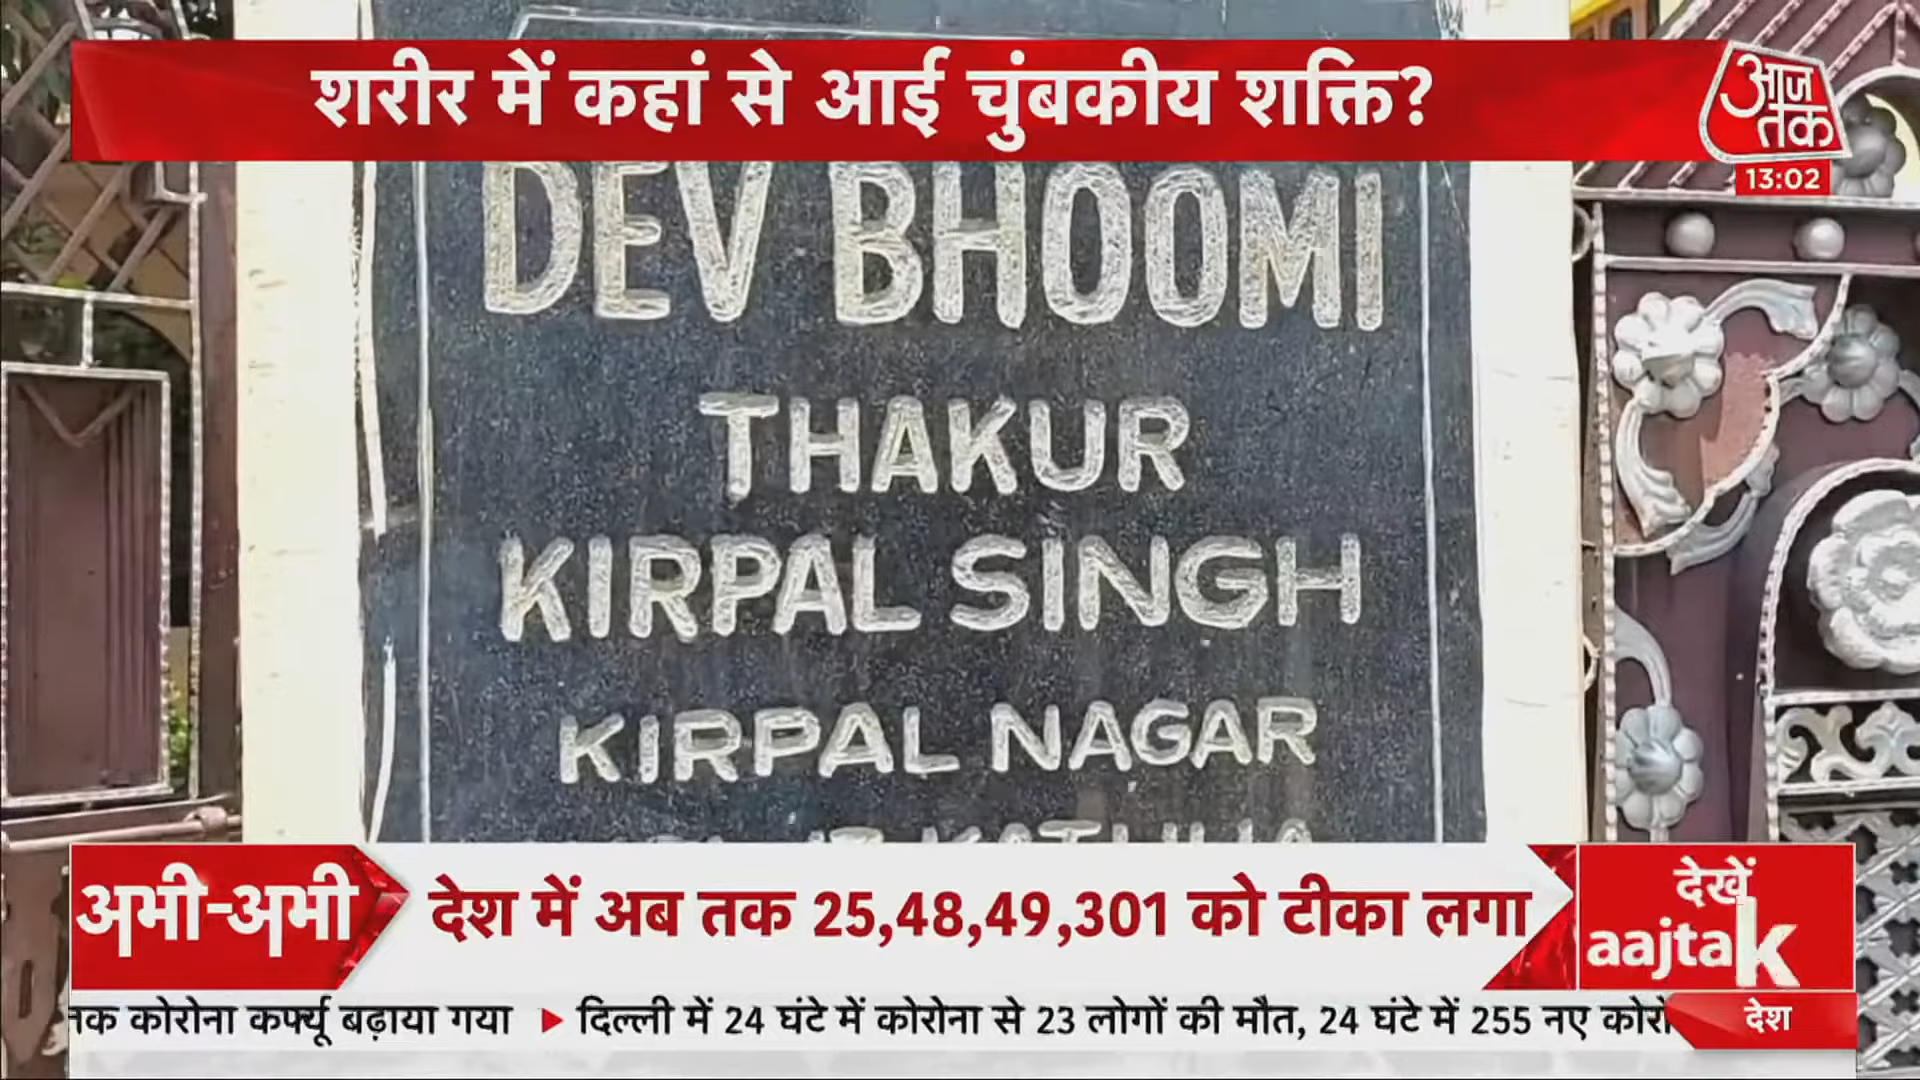 शरीर में कहां से आई चुंबकीय शक्ति?
आज
तक
13:02
DEV BHOOMI
THAKUR
KIRPAL SINGH
KIRPAL NAGAR
अभी-अभी
देश में अब तक 25,48,49,301 को टीका लगा
देखें
aajtak
कोरोना कर्फ्यू बढ़ाया गया ▶ दिल्ली में 24 घंटे में कोरोना से 23 लोगों की मौत, 24 घंटे में 255 नए
देश